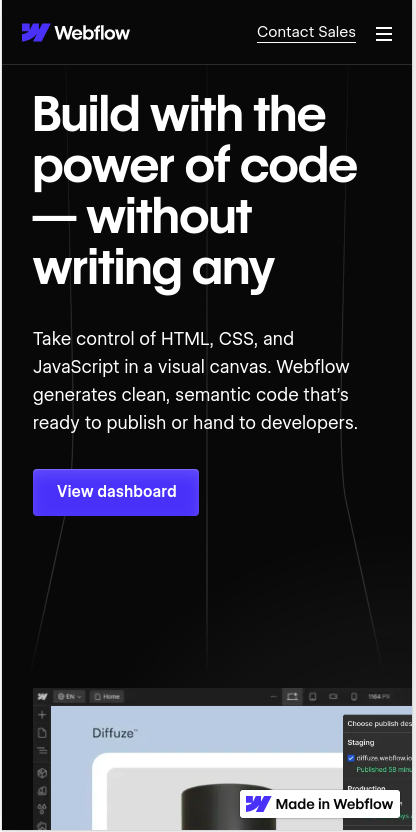 Webflow
Contact Sales
Build with the
power of code
— without
writing any
Take control of HTML, CSS, and
JavaScript in a visual canvas. Webflow
generates clean, semantic code that's
ready to publish or hand to developers.
View dashboard
EN
Home
1164 PX
Choose publish des
Diffuze™
Staging
diffuze.webflow.io
Published 58 minu
Production
Made in Webflow